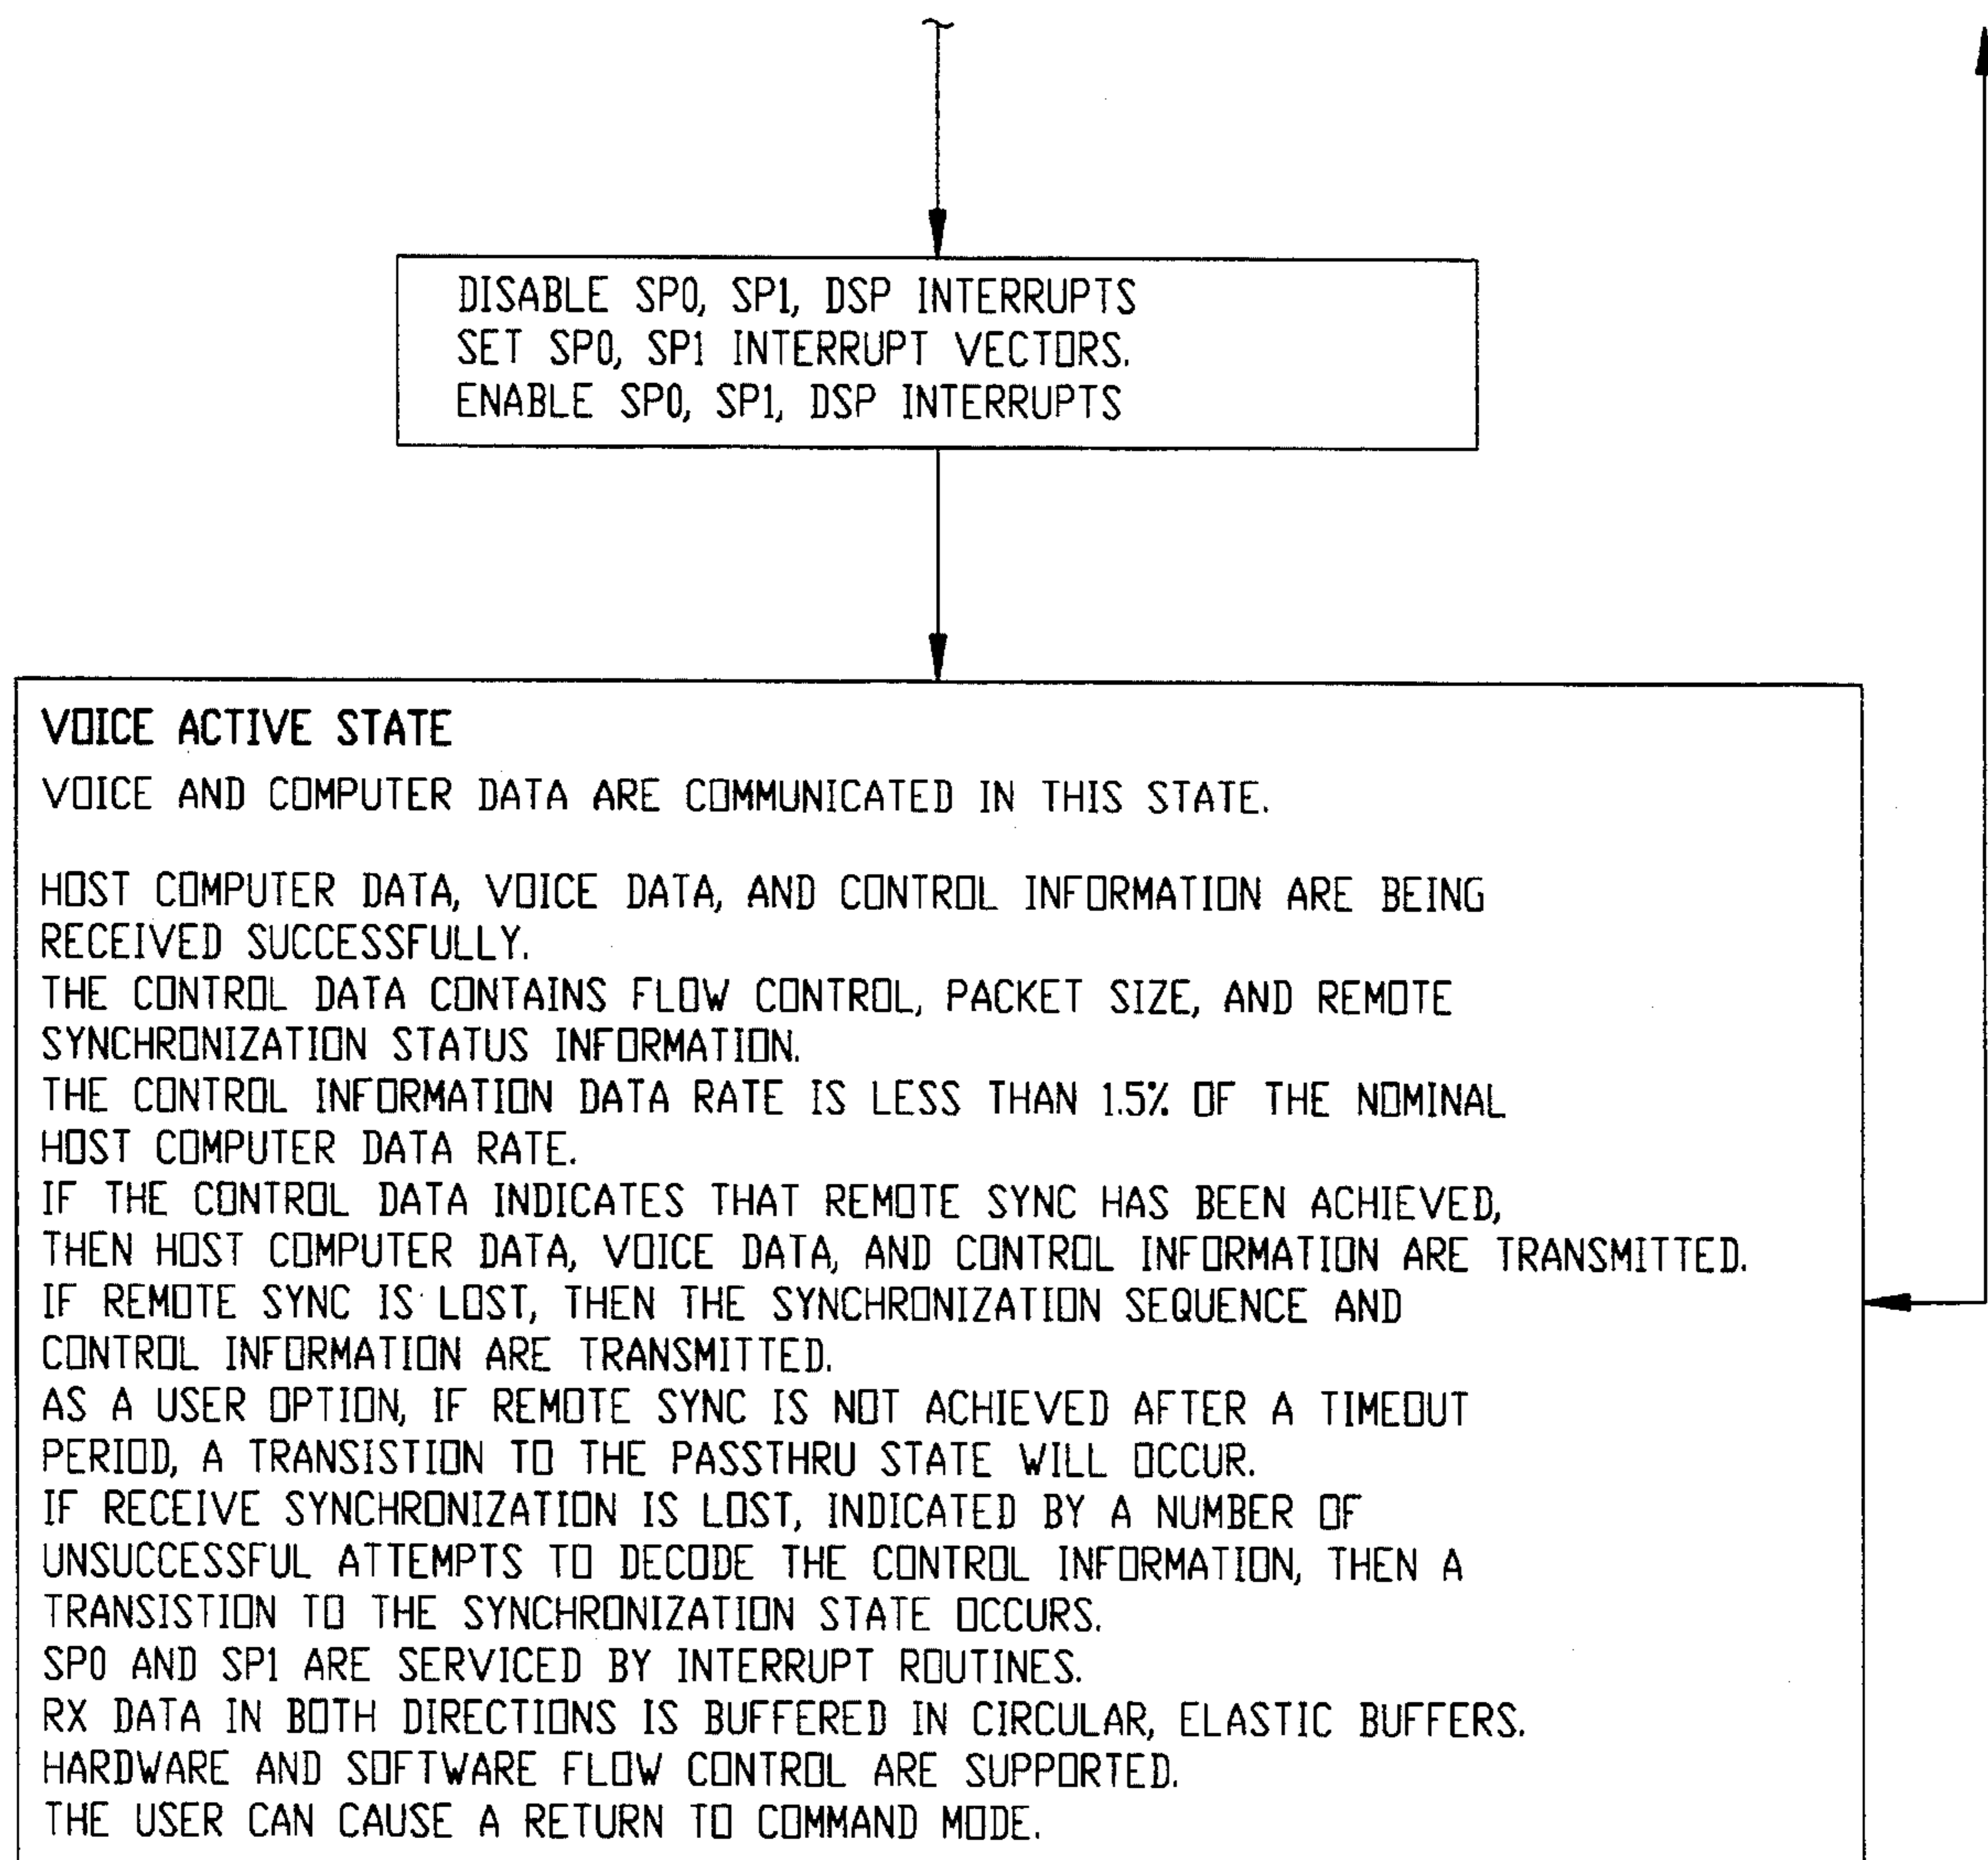 DISABLE SP0, SP1, DSP INTERRUPTS
SET SP0, SP1 INTERRUPT VECTORS.
ENABLE SP0, SP1, DSP INTERRUPTS
VOICE ACTIVE STATE
VOICE AND COMPUTER DATA ARE COMMUNICATED IN THIS STATE.
HOST COMPUTER DATA, VOICE DATA, AND CONTROL INFORMATION ARE BEING
RECEIVED SUCCESSFULLY.
THE CONTROL DATA CONTAINS FLOW CONTROL, PACKET SIZE, AND REMOTE
SYNCHRONIZATION STATUS INFORMATION.
THE CONTROL INFORMATION DATA RATE IS LESS THAN 1.5% OF THE NOMINAL
HOST COMPUTER DATA RATE.
IF THE CONTROL DATA INDICATES THAT REMOTE SYNC HAS BEEN ACHIEVED,
THEN HOST COMPUTER DATA, VOICE DATA, AND CONTROL INFORMATION ARE TRANSMITTED.
IF REMOTE SYNC IS LOST, THEN THE SYNCHRONIZATION SEQUENCE AND
CONTROL INFORMATION ARE TRANSMITTED.
AS A USER OPTION, IF REMOTE SYNC IS NOT ACHIEVED AFTER A TIMEOUT
PERIOD, A TRANSISTION TO THE PASSTHRU STATE WILL OCCUR.
IF RECEIVE SYNCHRONIZATION IS LOST, INDICATED BY A NUMBER OF
UNSUCCESSFUL ATTEMPTS TO DECODE THE CONTROL INFORMATION, THEN A
TRANSISTION TO THE SYNCHRONIZATION STATE OCCURS.
SP0 AND SP1 ARE SERVICED BY INTERRUPT ROUTINES.
RX DATA IN BOTH DIRECTIONS IS BUFFERED IN CIRCULAR, ELASTIC BUFFERS.
HARDWARE AND SOFTWARE FLOW CONTROL ARE SUPPORTED.
THE USER CAN CAUSE A RETURN TO COMMAND MODE.